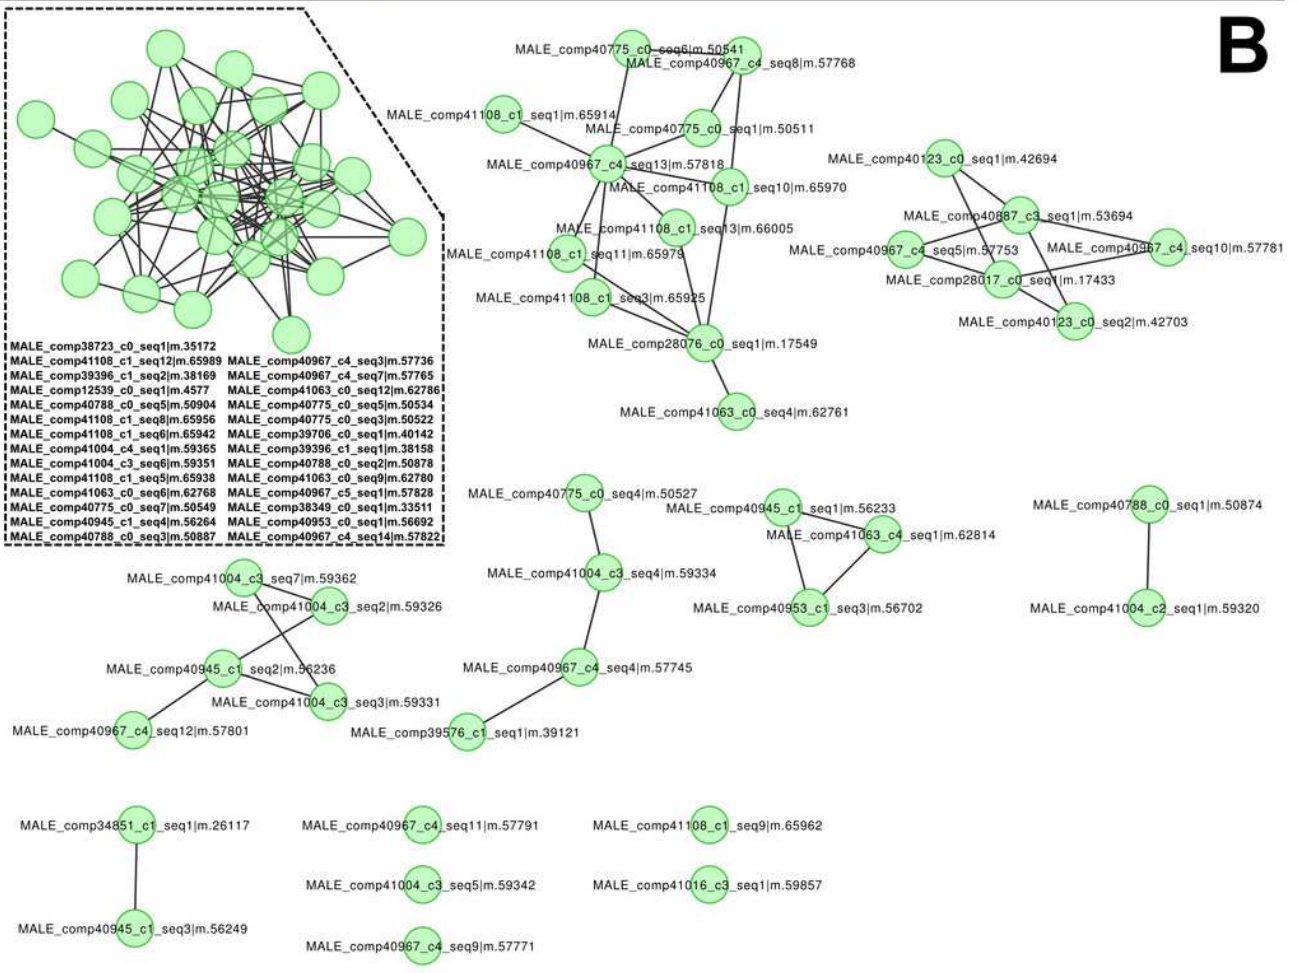 B
MALE_comp40775_c0_seq6|m.50541
MALE_comp40967_c4_seq8|m.57768
MALE_comp41108_c1_seq1|m.65914
MALE_comp40775_c0_seq1|m.50511
MALE_comp40967_c4_seq13|m.57818
MALE_comp41108_c1_seq10|m.65970
MALE_comp41108_c1_seq13|m.66005
MALE_comp41108_c1_seq11|m.65979
MALE_comp41108_c1_seq3|m.65925
MALE_comp28076_c0_seq1|m.17549
MALE_comp41063_c0_seq4|m.62761
MALE_comp40123_c0_seq1|m.42694
MALE_comp40887_c3_seq1|m.53694
MALE_comp40967_c4_seq5|m.57753
MALE_comp40967_c4_seq10|m.57781
MALE_comp28017_c0_seq1|m.17433
MALE_comp40123_c0_seq2|m.42703
MALE_comp38723_c0_seq1|m.35172
MALE_comp41108_c1_seq12|m.65989 MALE_comp40967_c4_seq3|m.57736
MALE_comp39396_c1_seq2|m.38169 MALE_comp40967_c4_seq7|m.57765
MALE_comp12539_c0_seq1|m.4577 MALE_comp41063_c0_seq12|m.62786
MALE_comp40788_c0_seq5|m.50904 MALE_comp40775_c0_seq5|m.50534
MALE_comp41108_c1_seq8|m.65956 MALE_comp40775_c0_seq3|m.50522
MALE_comp41108_c1_seq6|m.65942 MALE_comp39706_c0_seq1|m.40142
MALE_comp41004_c4_seq1|m.59365 MALE_comp39396_c1_seq1|m.38158
MALE_comp41004_c3_seq6|m.59351 MALE_comp40788_c0_seq2|m.50878
MALE_comp41108_c1_seq5|m.65938 MALE_comp41063_c0_seq9|m.62780
MALE_comp41063_c0_seq6|m.62768 MALE_comp40967_c5_seq1|m.57828
MALE_comp40775_c0_seq7|m.50549 MALE_comp38349_c0_seq1|m.33511
MALE_comp40945_c1_seq4|m.56264 MALE_comp40953_c0_seq1|m.56692
MALE_comp40788_c0_seq3|m.50887 MALE_comp40967_c4_seq14|m.57822
MALE_comp40775_c0_seq4|m.50527
MALE_comp41004_c3_seq4|m.59334
MALE_comp40967_c4_seq4|m.57745
MALE_comp39576_c1_seq1|m.39121
MALE_comp40945_c1_seq1|m.56233
MALE_comp41063_c4_seq1|m.62814
MALE_comp40953_c1_seq3|m.56702
MALE_comp40788_c0_seq1|m.50874
MALE_comp41004_c2_seq1|m.59320
MALE_comp41004_c3_seq7|m.59362
MALE_comp41004_c3_seq2|m.59326
MALE_comp40945_c1_seq2|m.56236
MALE_comp41004_c3_seq3|m.59331
MALE_comp40967_c4_seq12|m.57801
MALE_comp34851_c1_seq1|m.26117
MALE_comp40945_c1_seq3|m.56249
MALE_comp40967_c4_seq11|m.57791
MALE_comp41004_c3_seq5|m.59342
MALE_comp40967_c4_seq9|m.57771
MALE_comp41108_c1_seq9|m.65962
MALE_comp41016_c3_seq1|m.59857